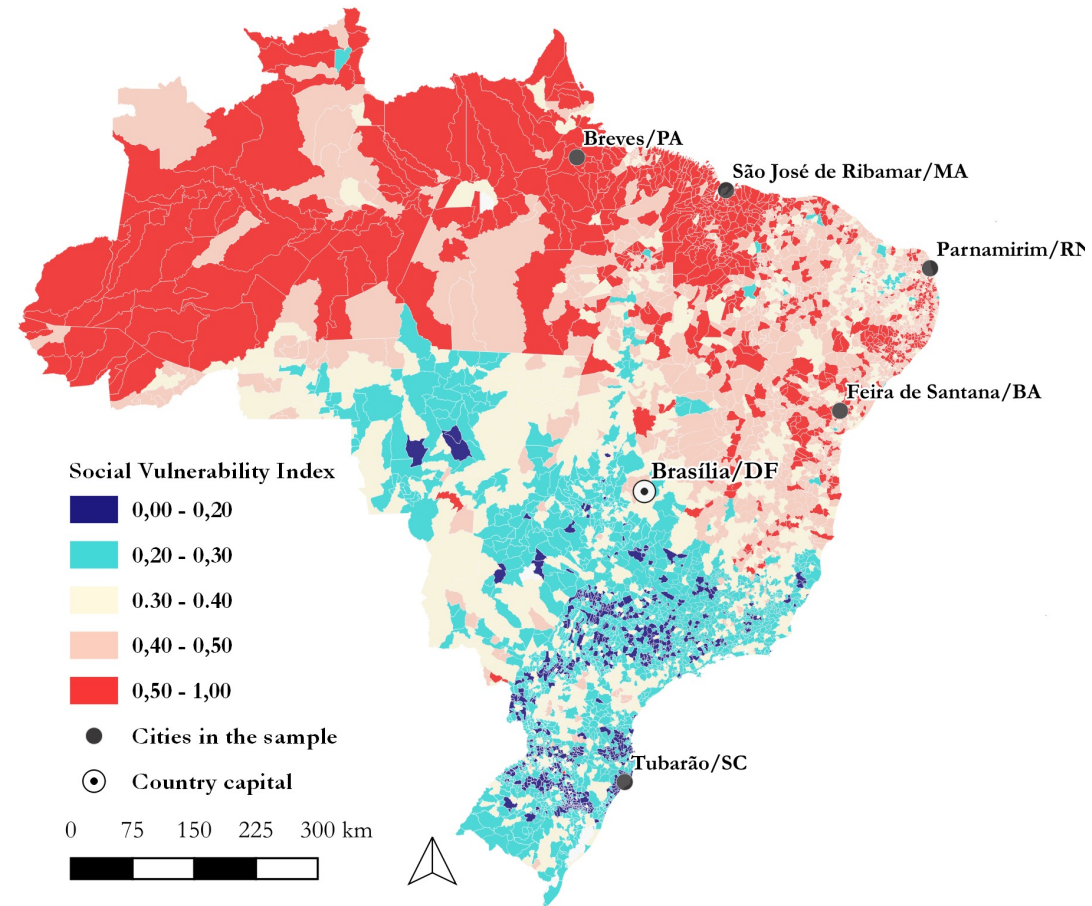 Breves/PA
São José de Ribamar/MA
Parnamirim/RN
Feira de Santana/BA
Brasília/DF
Social Vulnerability Index
0,00 - 0,20
0,20 - 0,30
0.30 - 0.40
0,40 - 0,50
0,50 - 1,00
Cities in the sample
Country capital
Tubarão/SC
0 75 150 225 300 km